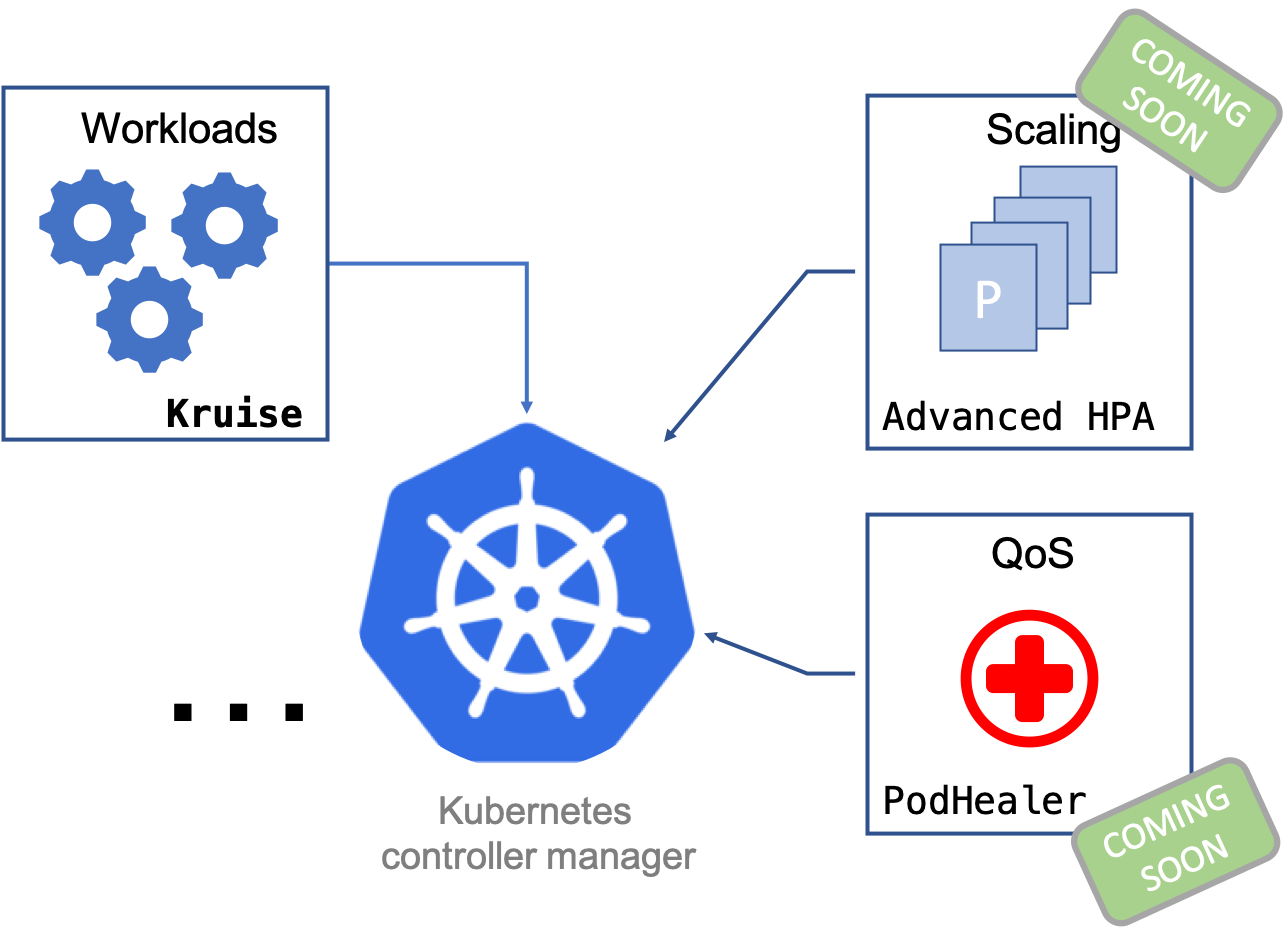 Workloads
Kruise
COMING
SOON
Scaling
P
Advanced HPA
QoS
PodHealer
COMING
SOON
...
Kubernetes
controller manager